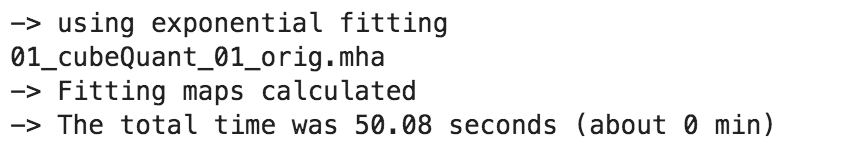 -> using exponential fitting
01_cubeQuant_01_orig.mha
-> Fitting maps calculated
-> The total time was 50.08 seconds (about 0 min)